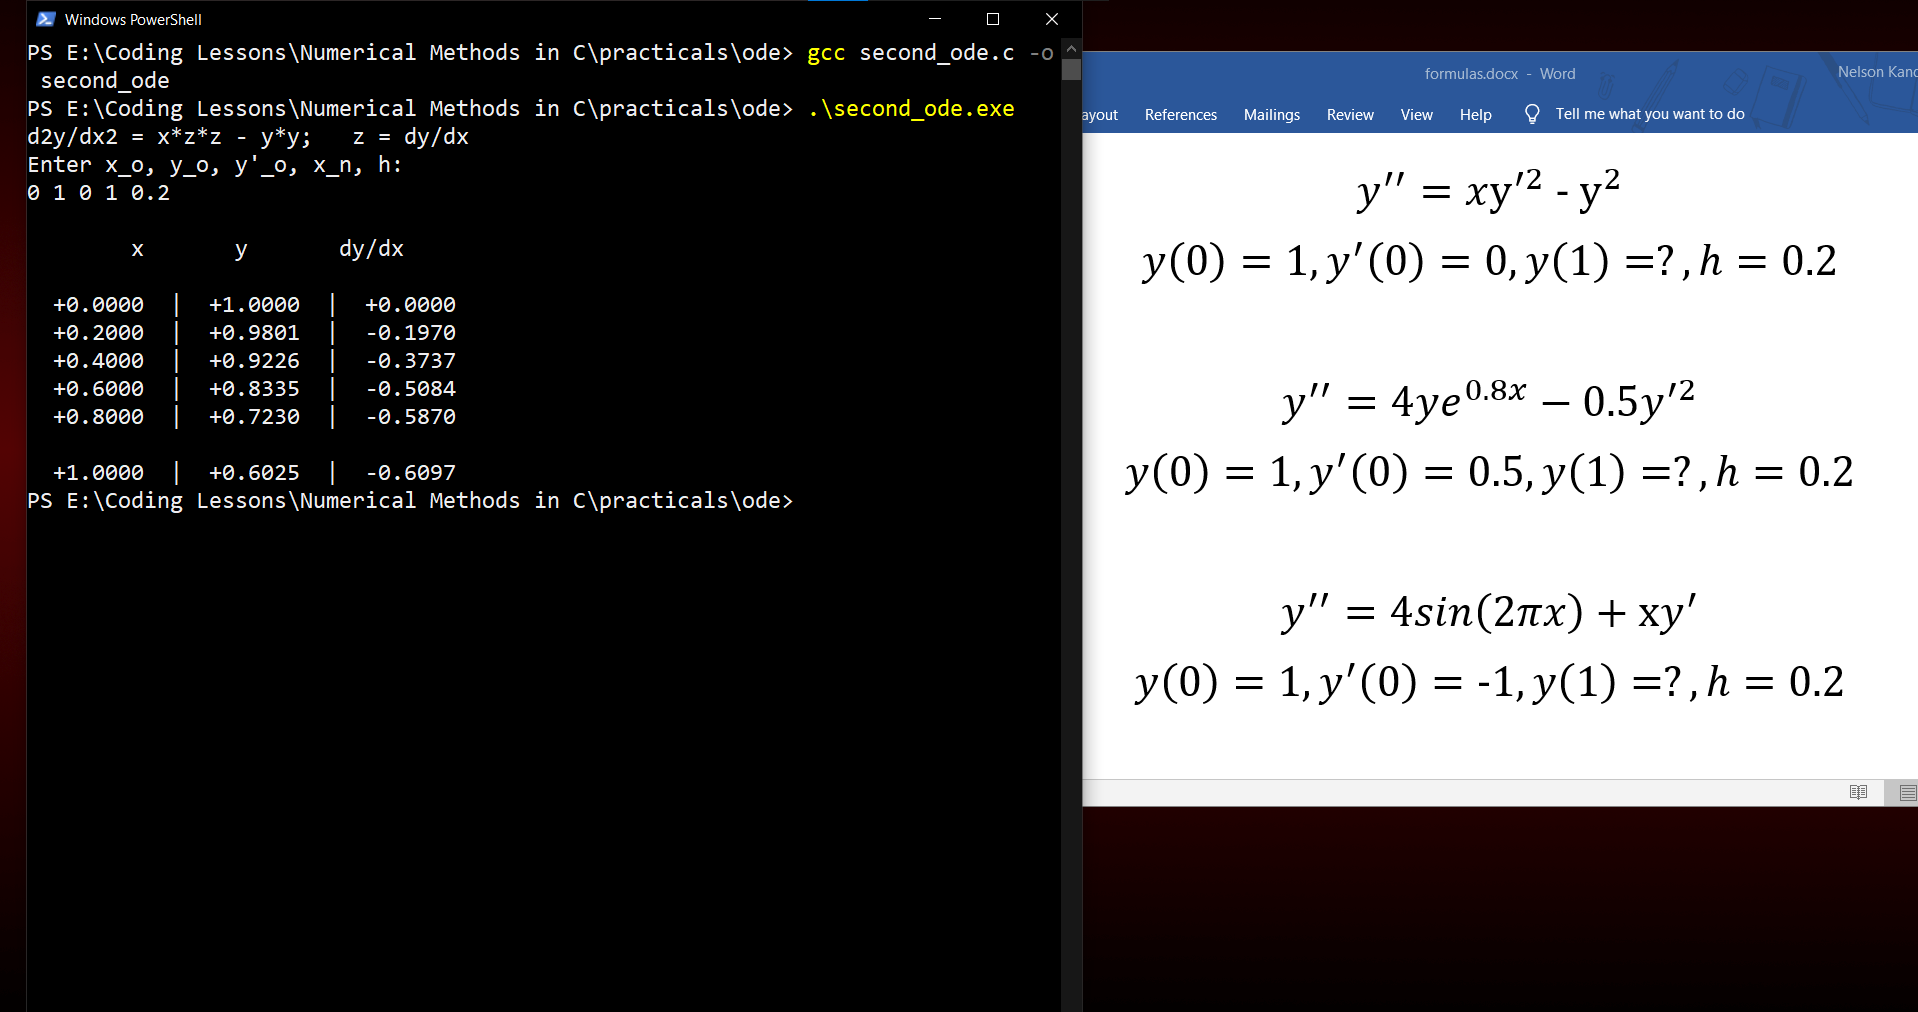 Windows PowerShell
PS E:\Coding Lessons\Numerical Methods in C\practicals\ode> gcc second_ode.c -o
second_ode
PS E:\Coding Lessons\Numerical Methods in C\practicals\ode> .\second_ode.exe
d2y/dx2 = x*z*z - y*y;   z = dy/dx
Enter x_o, y_o, y'_o, x_n, h:
0 1 0 1 0.2
x y dy/dx
+0.0000 | +1.0000 | +0.0000
+0.2000 | +0.9801 | -0.1970
+0.4000 | +0.9226 | -0.3737
+0.6000 | +0.8335 | -0.5084
+0.8000 | +0.7230 | -0.5870
+1.0000 | +0.6025 | -0.6097
PS E:\Coding Lessons\Numerical Methods in C\practicals\ode>
formulas.docx - Word
Nelson Kand
ayout References Mailings Review View Help Tell me what you want to do
y′′ = xy′² - y²
y(0) = 1, y′(0) = 0, y(1) =? , h = 0.2
y′′ = 4ye^0.8x − 0.5y′²
y(0) = 1, y′(0) = 0.5, y(1) =? , h = 0.2
y′′ = 4sin(2πx) + xy′
y(0) = 1, y′(0) = -1, y(1) =? , h = 0.2